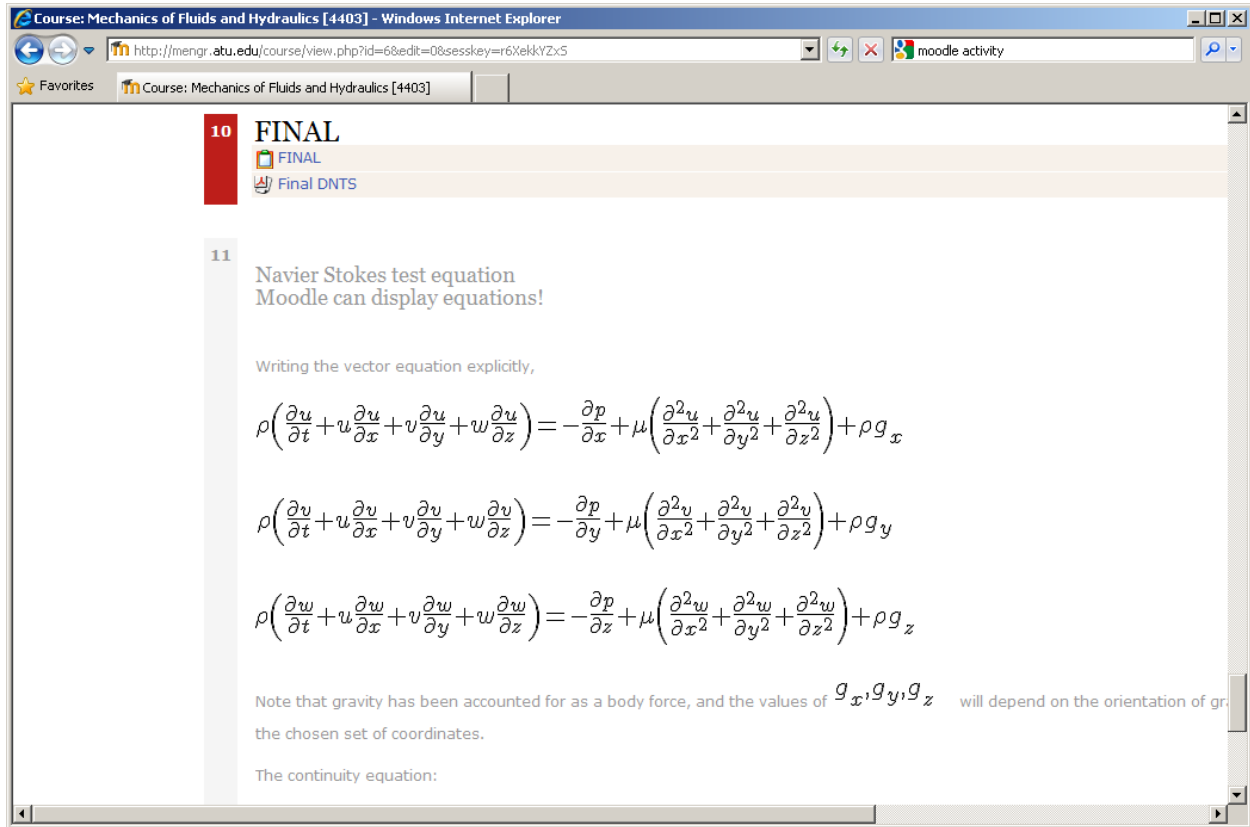 Course: Mechanics of Fluids and Hydraulics [4403] - Windows Internet Explorer
http://mengr.atu.edu/course/view.php?id=6&edit=0&sesskey=r6XekkYZxS
moodle activity
Favorites
Course: Mechanics of Fluids and Hydraulics [4403]
10 FINAL
FINAL
Final DNTS
11
Navier Stokes test equation
Moodle can display equations!
Writing the vector equation explicitly,
ρ(∂u/∂t+u∂u/∂x+v∂u/∂y+w∂u/∂z)=−∂p/∂x+μ(∂²u/∂x²+∂²u/∂y²+∂²u/∂z²)+ρg_x
ρ(∂v/∂t+u∂v/∂x+v∂v/∂y+w∂v/∂z)=−∂p/∂y+μ(∂²v/∂x²+∂²v/∂y²+∂²v/∂z²)+ρg_y
ρ(∂w/∂t+u∂w/∂x+v∂w/∂y+w∂w/∂z)=−∂p/∂z+μ(∂²w/∂x²+∂²w/∂y²+∂²w/∂z²)+ρg_z
Note that gravity has been accounted for as a body force, and the values of g_x,g_y,g_z will depend on the orientation of
the chosen set of coordinates.
The continuity equation: